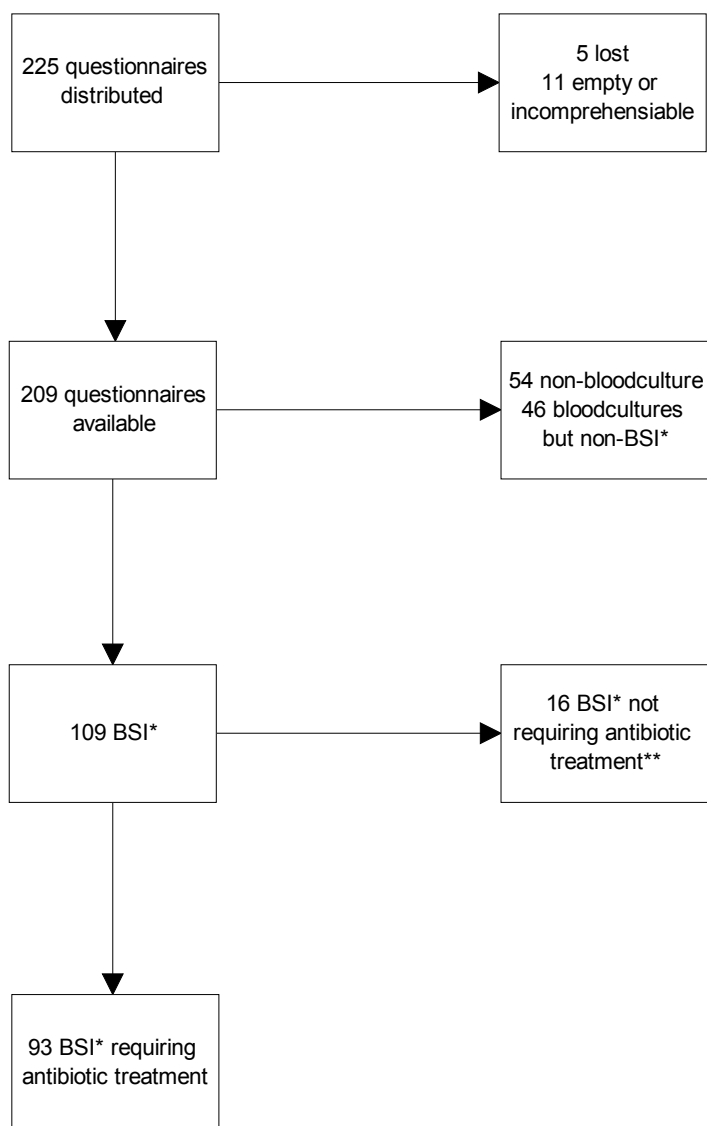 225 questionnaires
distributed
5 lost
11 empty or
incomprehensiable
209 questionnaires
available
54 non-bloodculture
46 bloodcultures
but non-BSI*
109 BSI*
16 BSI* not
requiring antibiotic
treatment**
93 BSI* requiring
antibiotic treatment